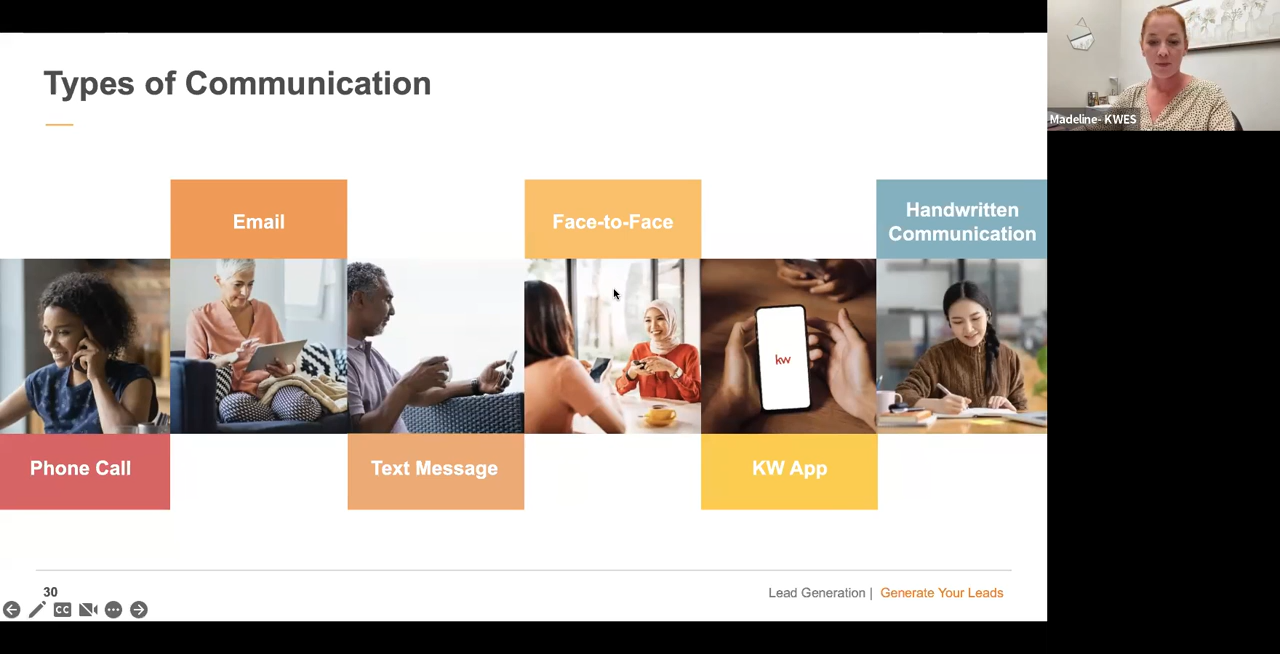 Types of Communication
Madeline- KWES
Email
Face-to-Face
Handwritten
Communication
kw
Phone Call
Text Message
KW App
30
Lead Generation | Generate Your Leads
CC